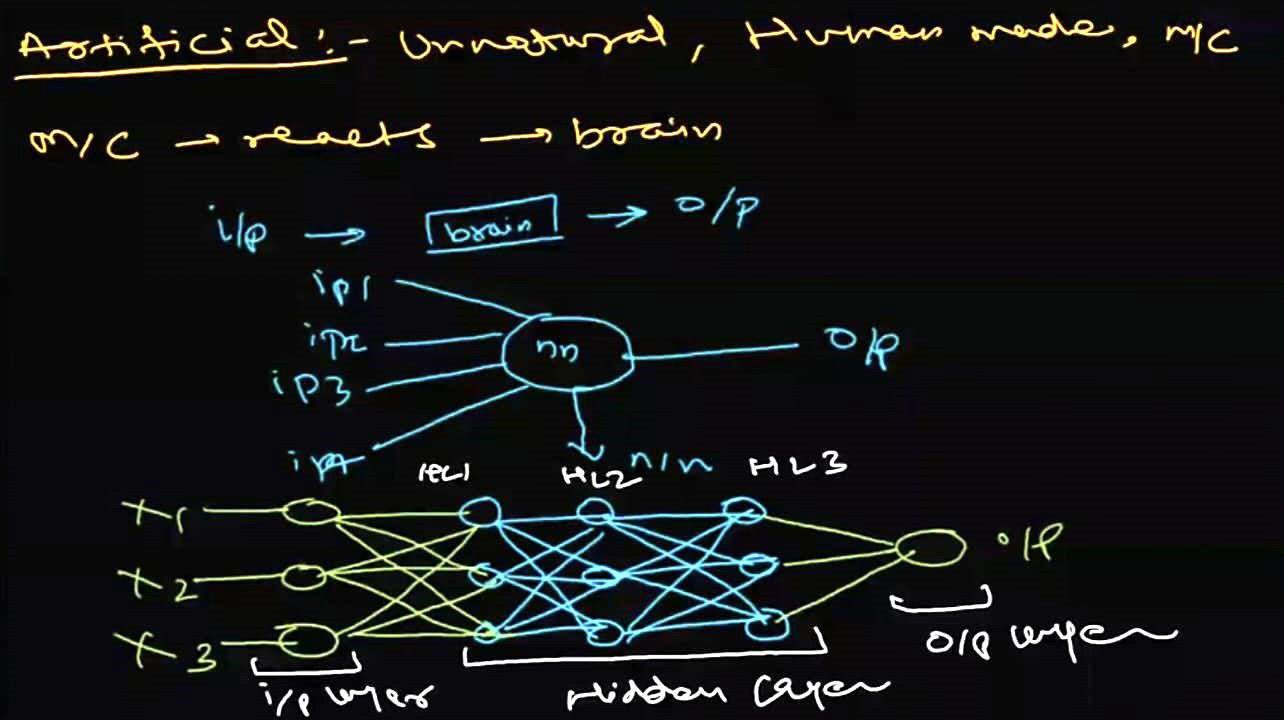 Artificial :- Unnatural, Human made, m/c
m/c → reacts → brain
i/p → brain → o/p
ip1
ip2
nn
o/p
ip3
ip4
n/n
HL1 HL2 HL3
x1
o/p
x2
x3
o/p layer
i/p layer
Hidden Layer